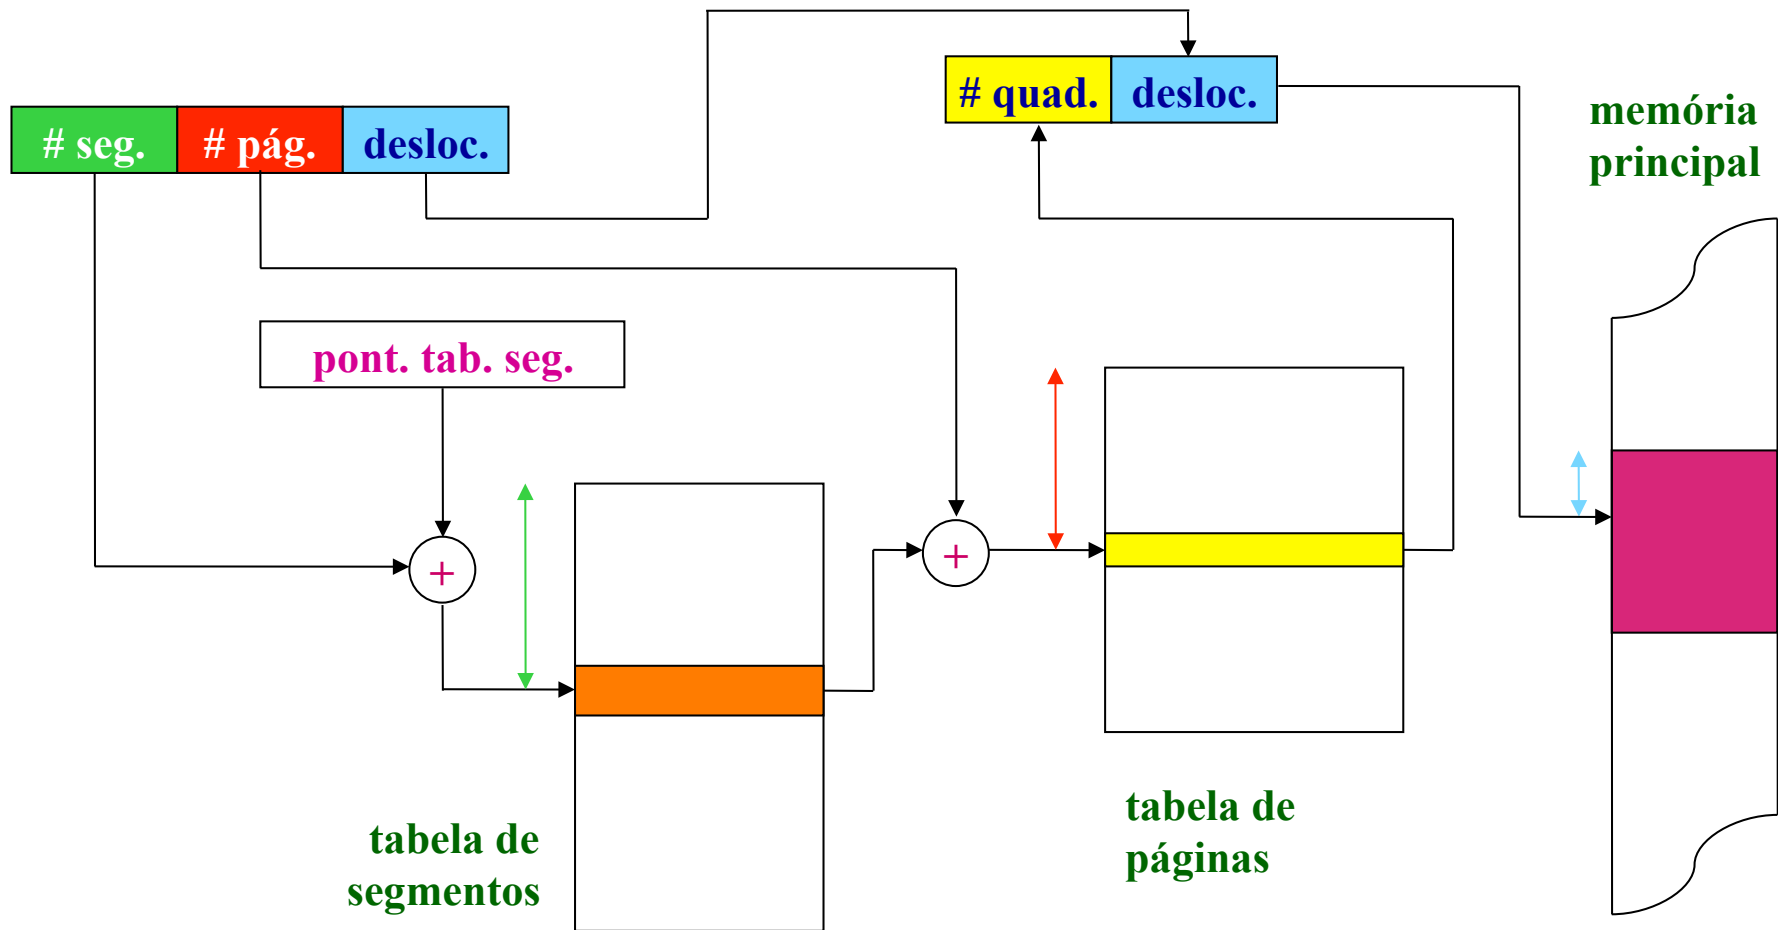 # quad. desloc.
# seg. # pág. desloc.
memória
principal
pont. tab. seg.
+
+
tabela de
segmentos
tabela de
páginas